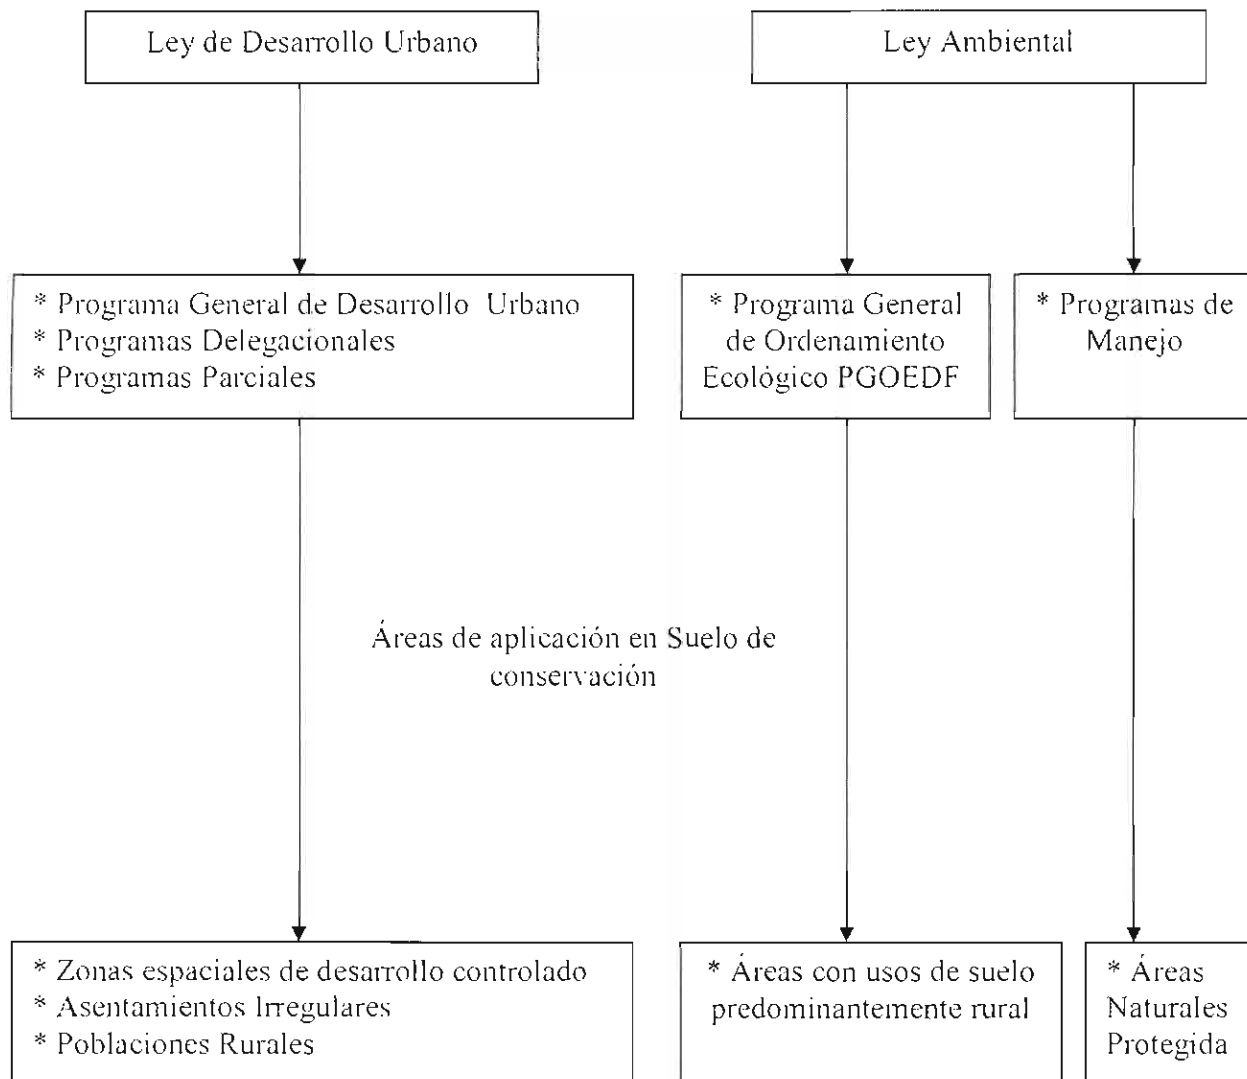 Ley de Desarrollo Urbano
Ley Ambiental
* Programa General de Desarrollo Urbano
* Programas Delegacionales
* Programas Parciales
* Programa General
de Ordenamiento
Ecológico PGOEDF
* Programas de
Manejo
Áreas de aplicación en Suelo de
conservación
* Zonas espaciales de desarrollo controlado
* Asentamientos Irregulares
* Poblaciones Rurales
* Áreas con usos de suelo
predominantemente rural
* Áreas
Naturales
Protegida